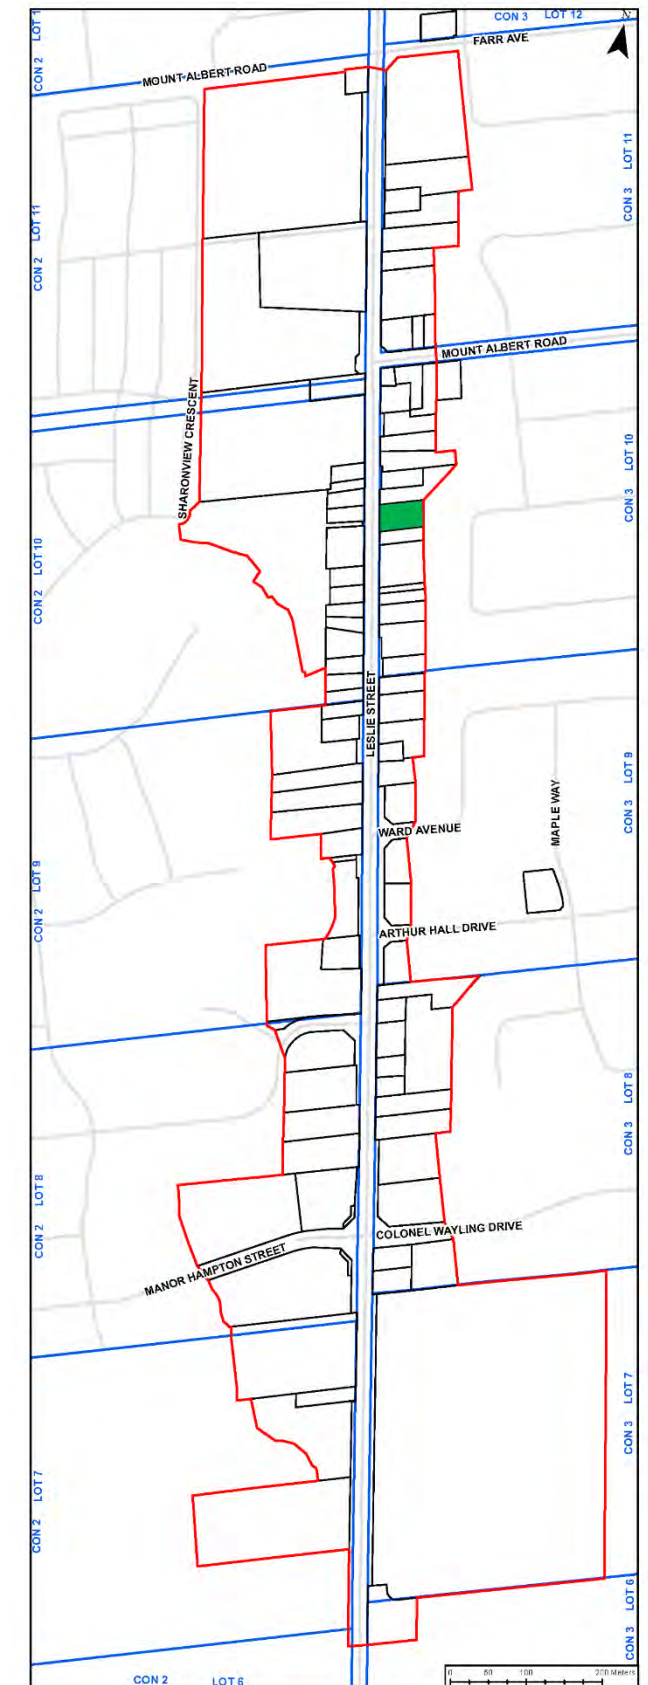 CON 3 LOT 12
N
FARR AVE
CON 2 LOT 1
MOUNT ALBERT ROAD
CON 3 LOT 11
CON 2 LOT 11
MOUNT ALBERT ROAD
SHARONVIEW CRESCENT
CON 3 LOT 10
CON 2 LOT 10
LESLIE STREET
CON 3 LOT 9
MAPLE WAY
WARD AVENUE
CON 2 LOT 9
ARTHUR HALL DRIVE
CON 3 LOT 8
CON 2 LOT 8
COLONEL WAYLING DRIVE
MANOR HAMPTON STREET
CON 3 LOT 7
CON 2 LOT 7
CON 3 LOT 6
CON 2 LOT 6
0 50 100 200 Meters